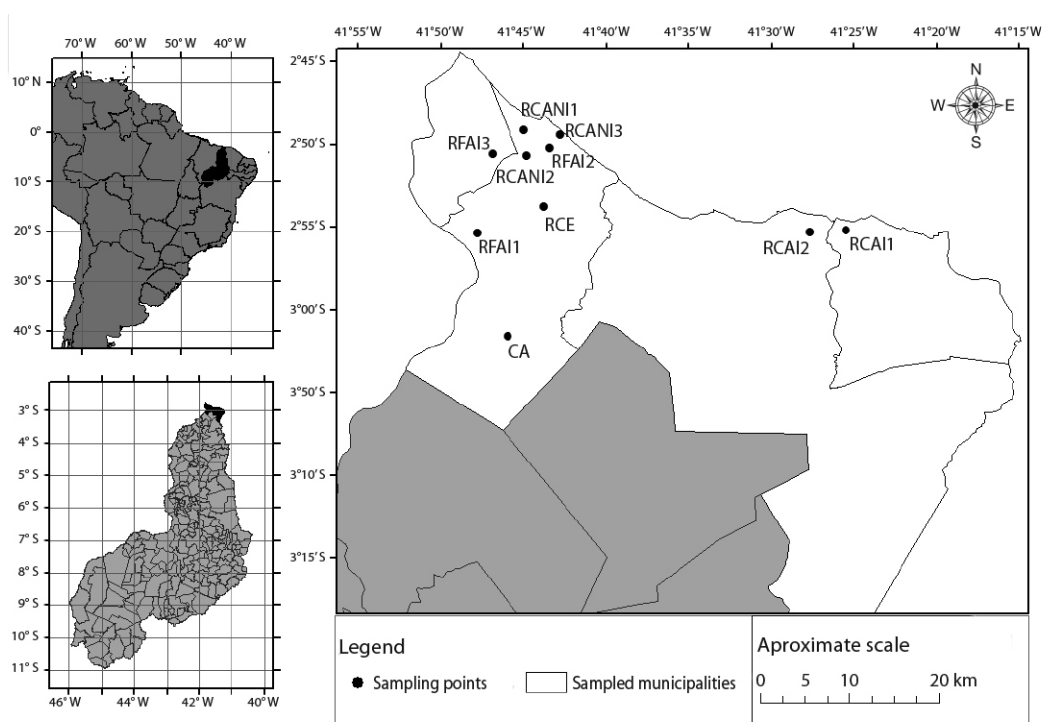 70°W 60°W 50°W 40°W
10°N
0°
10°S
20°S
30°S
40°S
3°S
4°S
5°S
6°S
7°S
8°S
9°S
10°S
11°S
46°W 44°W 42°W 40°W
41°55'W 41°50'W 41°45'W 41°40'W 41°35'W 41°30'W 41°25'W 41°20'W 41°15'W
2°45'S
2°50'S
2°55'S
3°00'S
3°50'S
3°10'S
3°15'S
N
W E
S
RCANI1
RCANI3
RFAI3
RFAI2
RCANI2
RCE
RFAI1
RCAI2
RCAI1
CA
Legend
Sampling points
Sampled municipalities
Aproximate scale
0 5 10 20 km